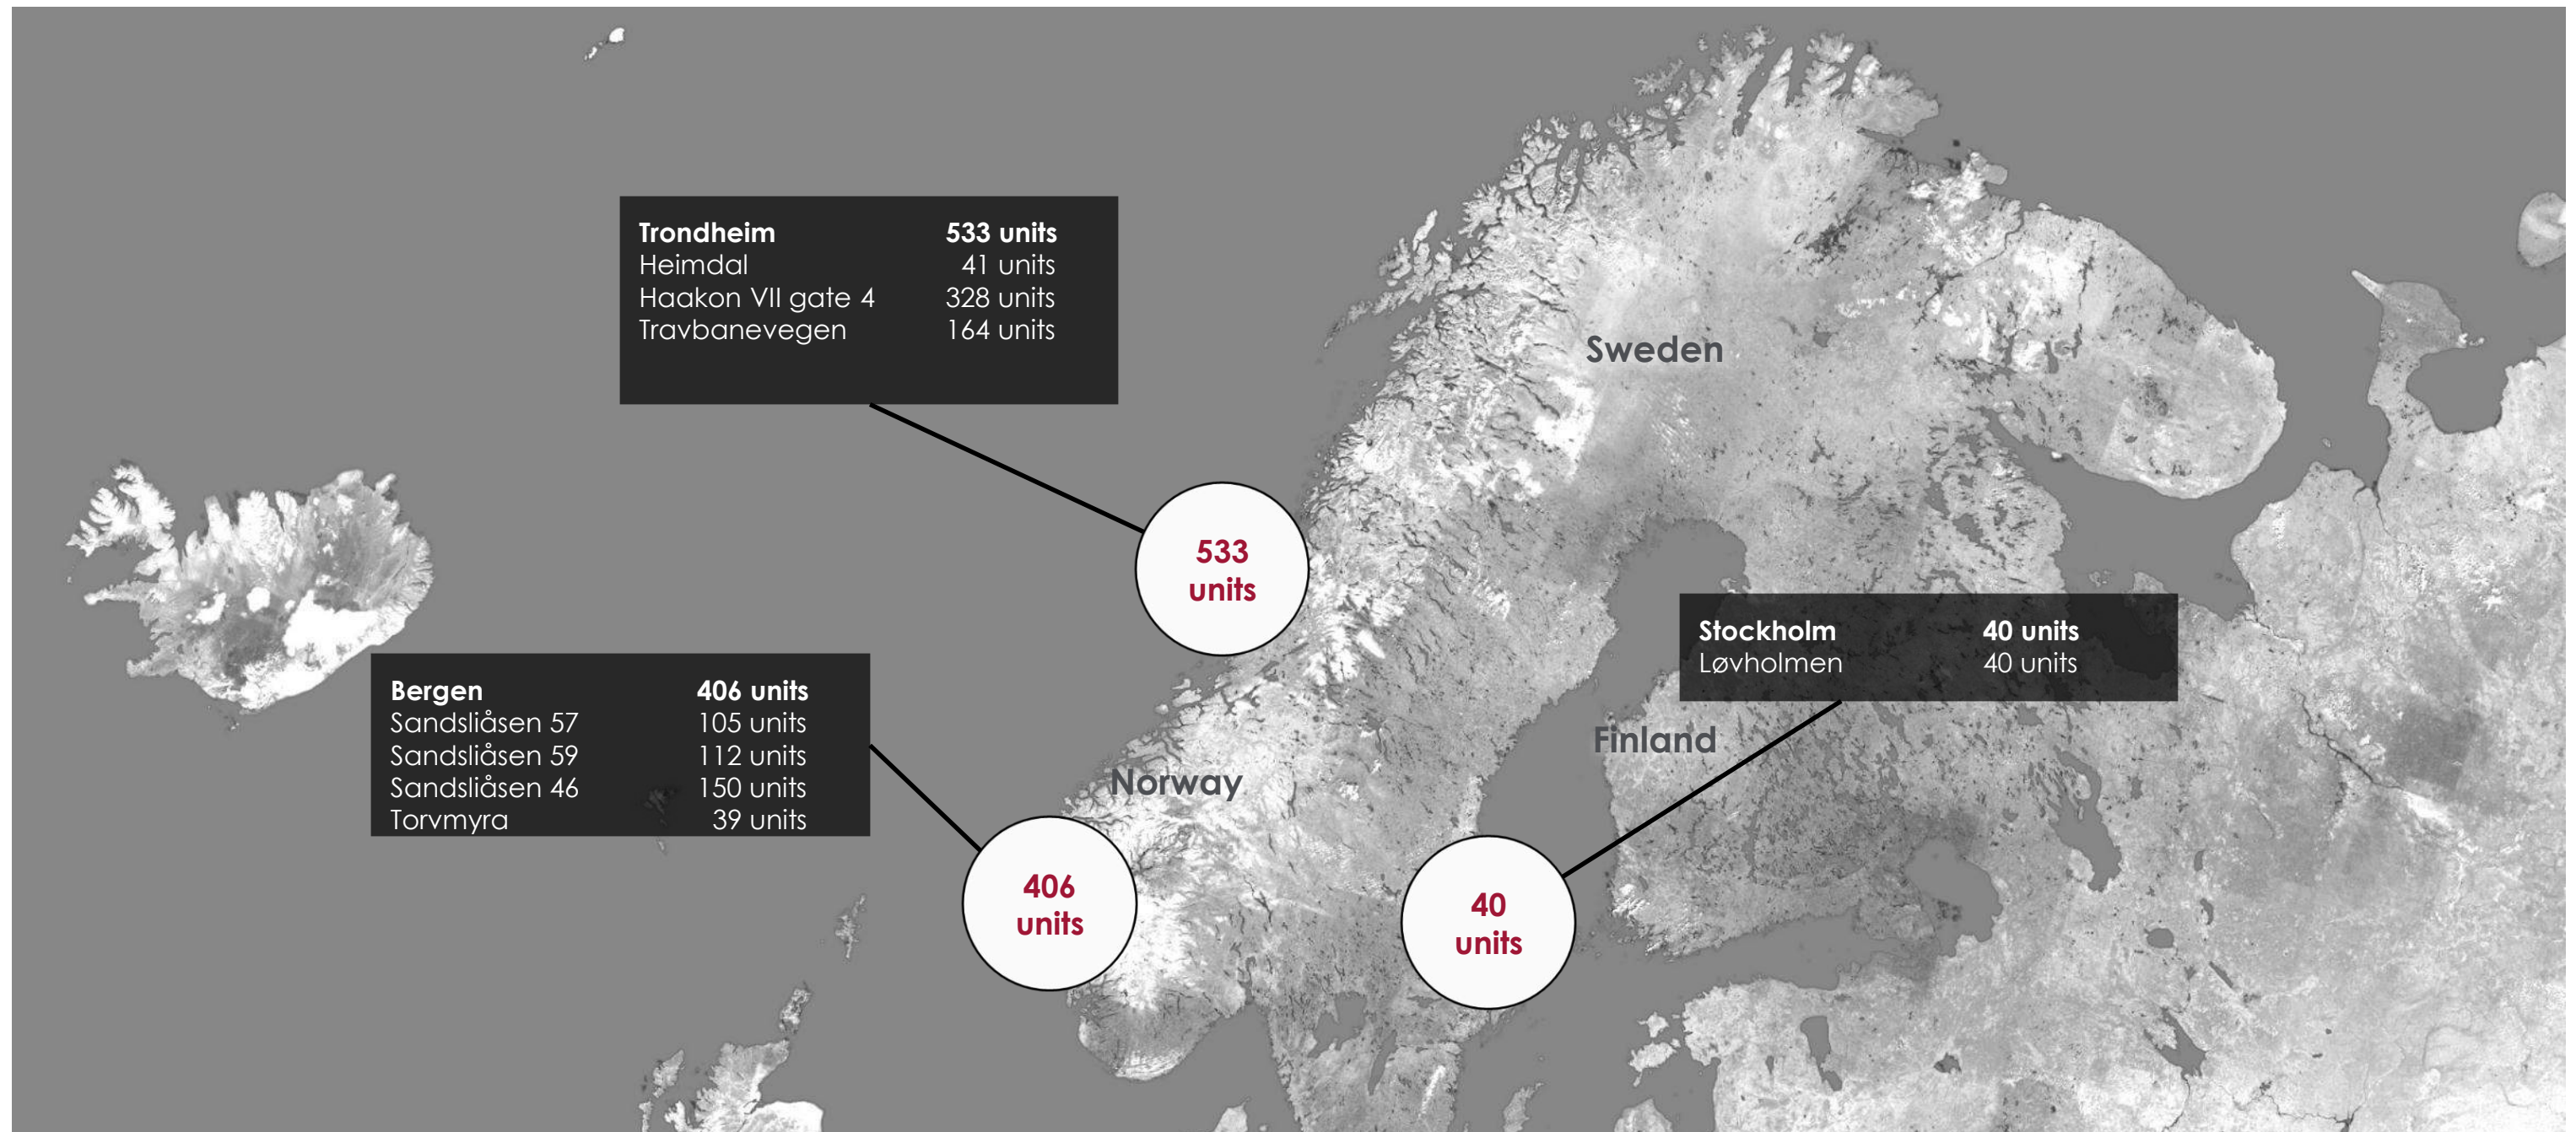 Trondheim 533 units
Heimdal 41 units
Haakon VII gate 4 328 units
Travbanevegen 164 units
Sweden
533
units
Stockholm 40 units
Løvholmen 40 units
Bergen 406 units
Sandsliåsen 57 105 units
Sandsliåsen 59 112 units
Sandsliåsen 46 150 units
Torvmyra 39 units
Finland
Norway
406
units
40
units